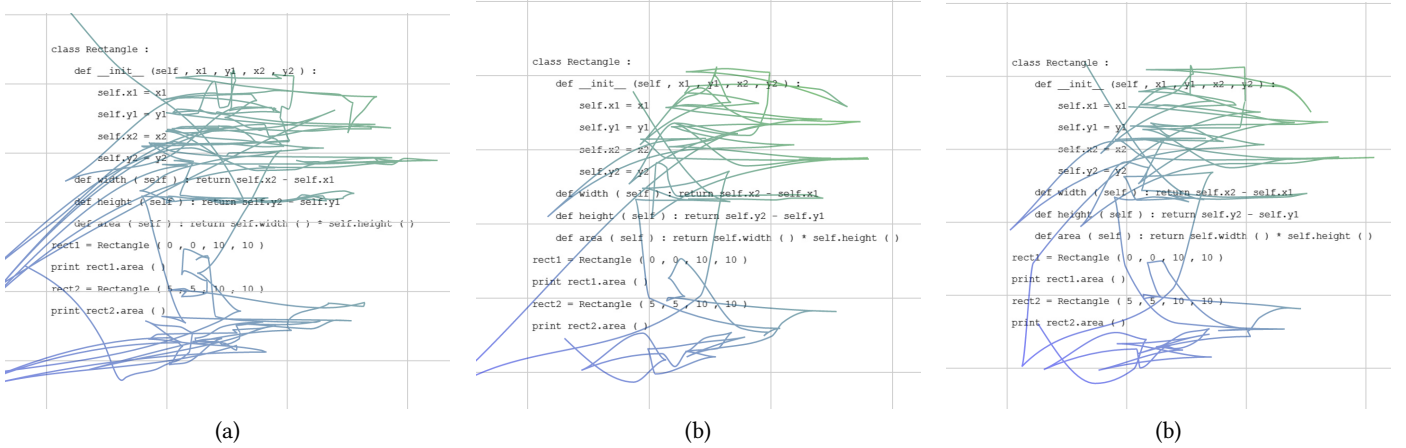 class Rectangle :
def __init__ (self , x1 , y1 , x2 , y2 ) :
self.x1 = x1
self.y1 = y1
self.x2 = x2
self.y2 = y2
def width ( self ) : return self.x2 - self.x1
def height ( self ) : return self.y2 - self.y1
def area ( self ) : return self.width ( ) * self.height ( )
rect1 = Rectangle ( 0 , 0 , 10 , 10 )
print rect1.area ( )
rect2 = Rectangle ( 5 , 5 , 10 , 10 )
print rect2.area ( )
(a)
class Rectangle :
def __init__ (self , x1 , y1 , x2 , y2 ) :
self.x1 = x1
self.y1 = y1
self.x2 = x2
self.y2 = y2
def width ( self ) : return self.x2 - self.x1
def height ( self ) : return self.y2 - self.y1
def area ( self ) : return self.width ( ) * self.height ( )
rect1 = Rectangle ( 0 , 0 , 10 , 10 )
print rect1.area ( )
rect2 = Rectangle ( 5 , 5 , 10 , 10 )
print rect2.area ( )
(b)
class Rectangle :
def __init__ (self , x1 , y1 , x2 , y2 ) :
self.x1 = x1
self.y1 = y1
self.x2 = x2
self.y2 = y2
def width ( self ) : return self.x2 - self.x1
def height ( self ) : return self.y2 - self.y1
def area ( self ) : return self.width ( ) * self.height ( )
rect1 = Rectangle ( 0 , 0 , 10 , 10 )
print rect1.area ( )
rect2 = Rectangle ( 5 , 5 , 10 , 10 )
print rect2.area ( )
(b)